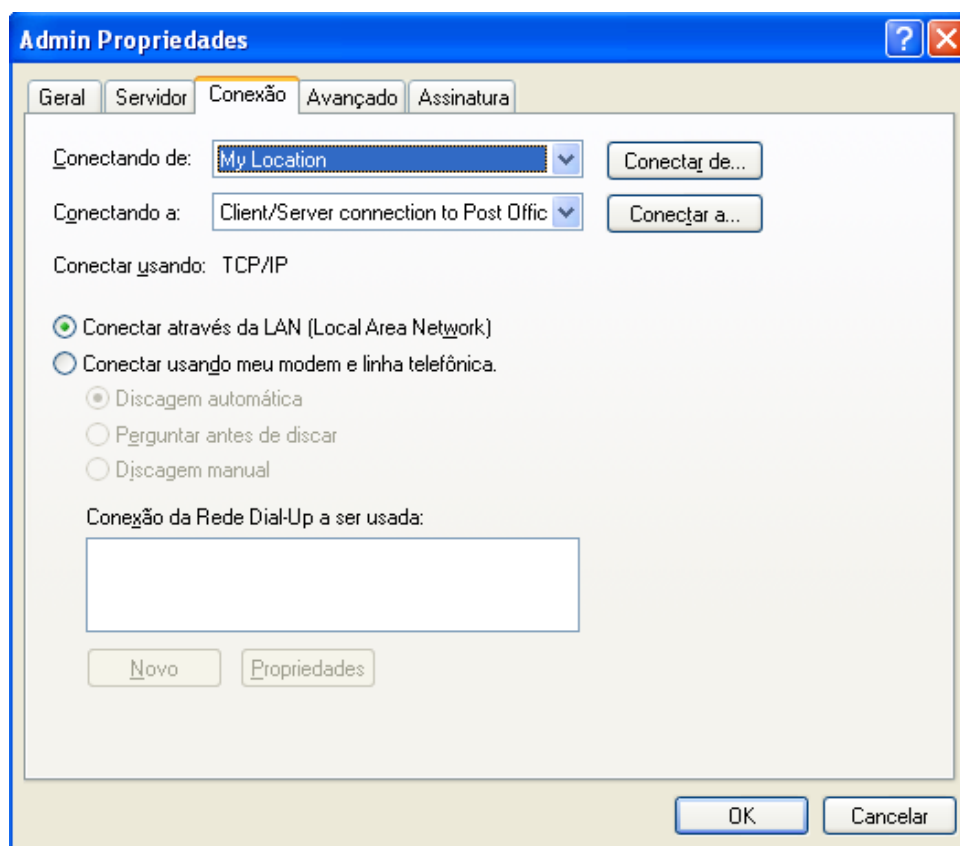 Admin Propriedades
Geral Servidor Conexão Avançado Assinatura
Conectando de: My Location Conectar de...
Conectando a: Client/Server connection to Post Offic Conectar a...
Conectar usando: TCP/IP
Conectar através da LAN (Local Area Network)
Conectar usando meu modem e linha telefônica.
Discagem automática
Perguntar antes de discar
Discagem manual
Conexão da Rede Dial-Up a ser usada:
Novo Propriedades
OK Cancelar